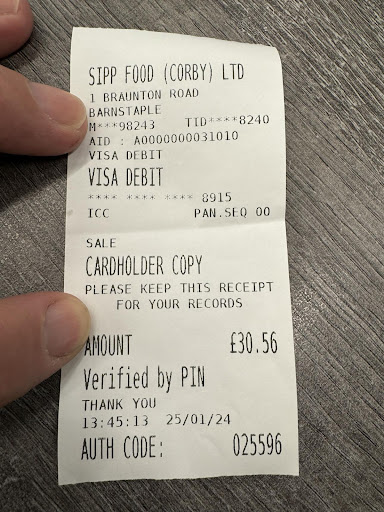 SIPP FOOD (CORBY) LTD
1 BRAUNTON ROAD
BARNSTAPLE
M***98243 TID****8240
AID : A0000000031010
VISA DEBIT
VISA DEBIT
**** **** **** 8915
ICC PAN.SEQ 00
SALE
CARDHOLDER COPY
PLEASE KEEP THIS RECEIPT
FOR YOUR RECORDS
AMOUNT £30.56
Verified by PIN
THANK YOU
13:45:13 25/01/24
AUTH CODE: 025596